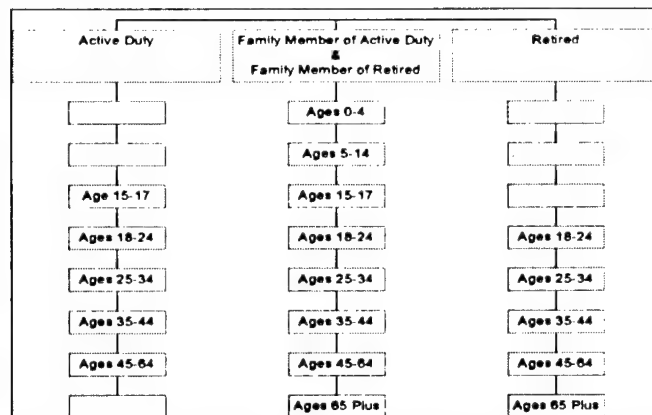 Active Duty
Family Member of Active Duty
&
Family Member of Retired
Retired
Ages 0-4
Ages 5-14
Age 15-17
Ages 15-17
Ages 18-24
Ages 18-24
Ages 18-24
Ages 25-34
Ages 25-34
Ages 25-34
Ages 35-44
Ages 35-44
Ages 35-44
Ages 45-64
Ages 45-64
Ages 45-64
Ages 65 Plus
Ages 65 Plus